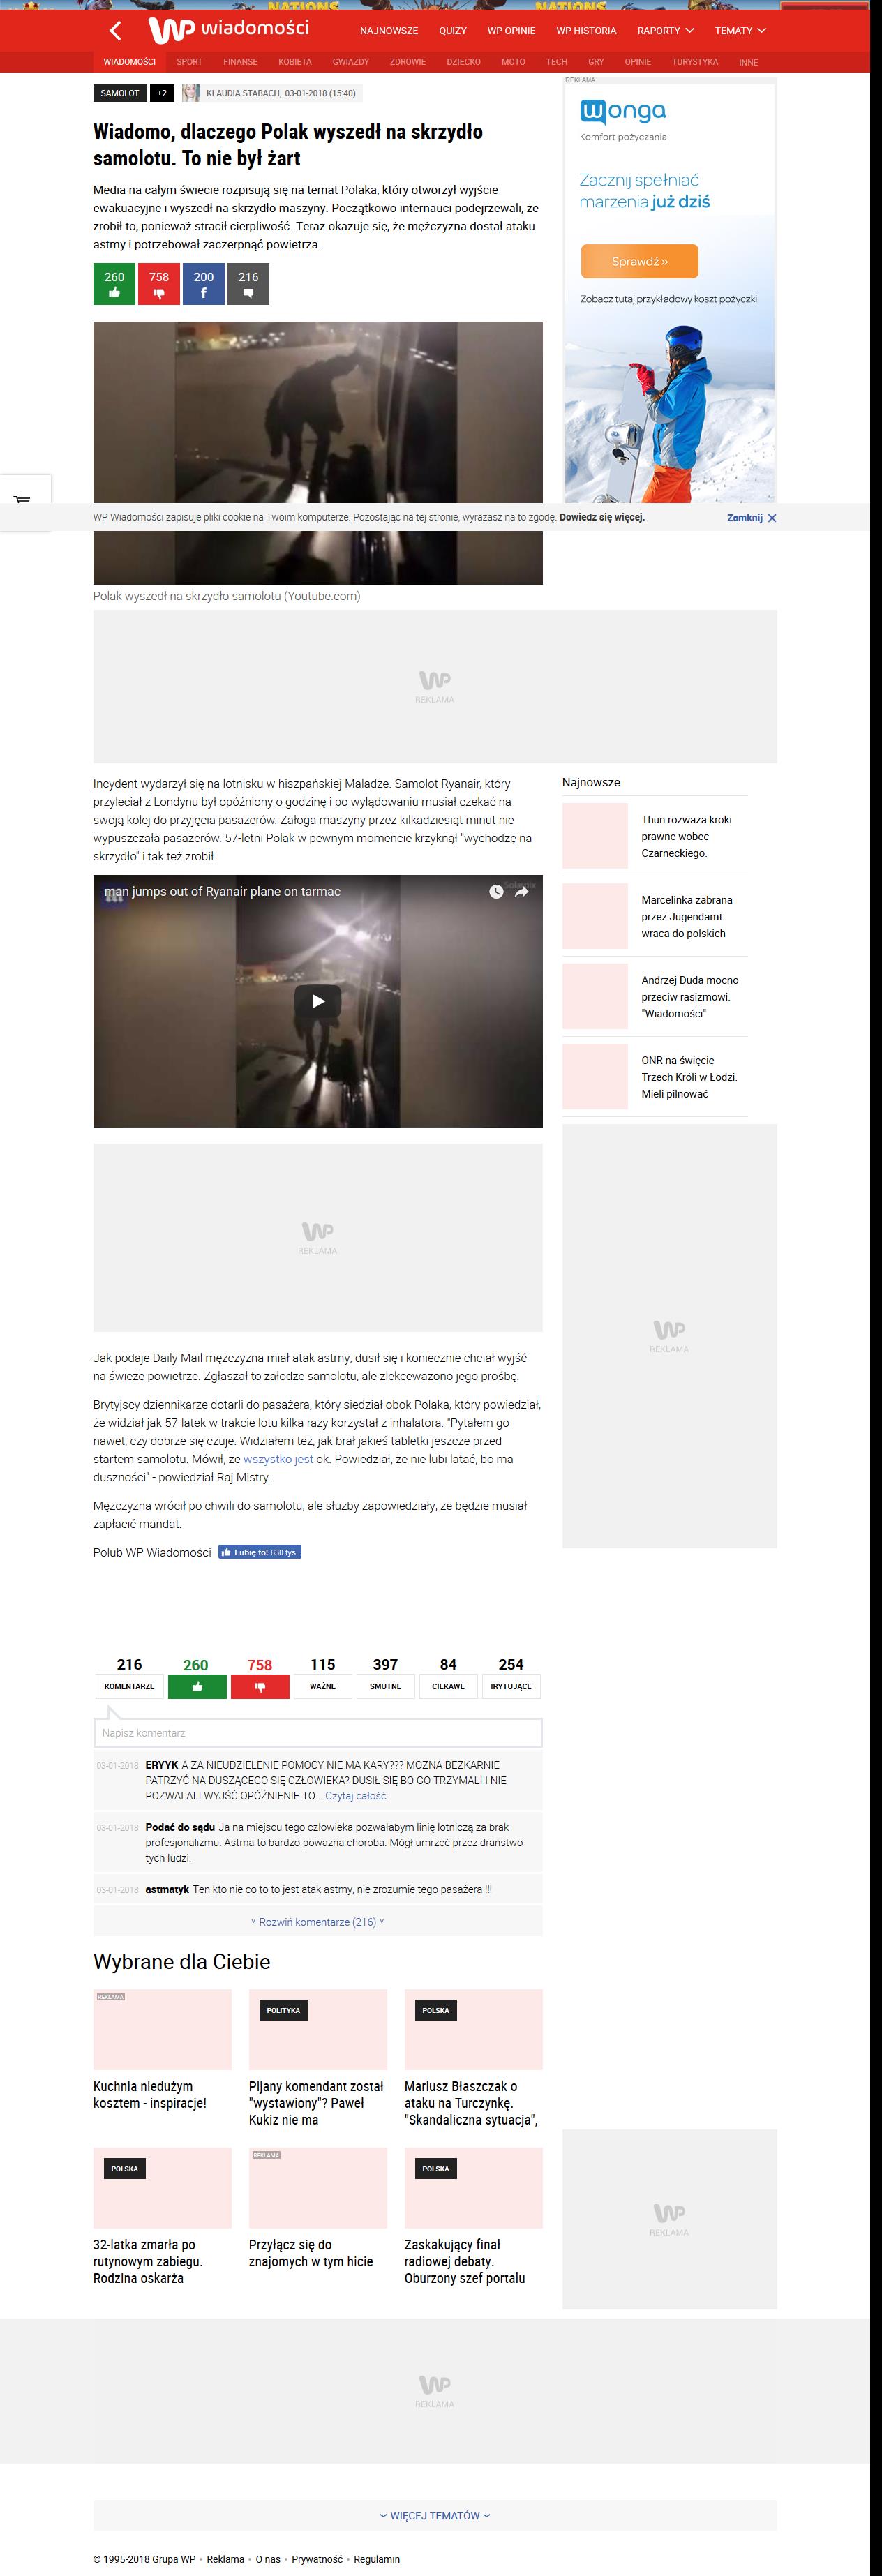 NATIONS NATIONS
WP wiadomości
NAJNOWSZE QUIZY WP OPINIE WP HISTORIA RAPORTY TEMATY
WIADOMOŚCI SPORT FINANSE KOBIETA GWIAZDY ZDROWIE DZIECKO MOTO TECH GRY OPINIE TURYSTYKA INNE
SAMOLOT +2 KLAUDIA STABACH, 03-01-2018 (15:40)
Wiadomo, dlaczego Polak wyszedł na skrzydło
samolotu. To nie był żart
Media na całym świecie rozpisują się na temat Polaka, który otworzył wyjście
ewakuacyjne i wyszedł na skrzydło maszyny. Początkowo internauci podejrzewali, że
zrobił to, ponieważ stracił cierpliwość. Teraz okazuje się, że mężczyzna dostał ataku
astmy i potrzebował zaczerpnąć powietrza.
260 758 200 216
REKLAMA
wonga
Komfort pożyczania
Zacznij spełniać
marzenia już dziś
Sprawdź »
Zobacz tutaj przykładowy koszt pożyczki
WP Wiadomości zapisuje pliki cookie na Twoim komputerze. Pozostając na tej stronie, wyrażasz na to zgodę. Dowiedz się więcej.
Zamknij
Polak wyszedł na skrzydło samolotu (Youtube.com)
WP
REKLAMA
Incydent wydarzył się na lotnisku w hiszpańskiej Maladze. Samolot Ryanair, który
przyleciał z Londynu był opóźniony o godzinę i po wylądowaniu musiał czekać na
swoją kolej do przyjęcia pasażerów. Załoga maszyny przez kilkadziesiąt minut nie
wypuszczała pasażerów. 57-letni Polak w pewnym momencie krzyknął "wychodzę na
skrzydło" i tak też zrobił.
man jumps out of Ryanair plane on tarmac
WP
REKLAMA
Jak podaje Daily Mail mężczyzna miał atak astmy, dusił się i koniecznie chciał wyjść
na świeże powietrze. Zgłaszał to załodze samolotu, ale zlekceważono jego prośbę.
Brytyjscy dziennikarze dotarli do pasażera, który siedział obok Polaka, który powiedział,
że widział jak 57-latek w trakcie lotu kilka razy korzystał z inhalatora. "Pytałem go
nawet, czy dobrze się czuje. Widziałem też, jak brał jakieś tabletki jeszcze przed
startem samolotu. Mówił, że wszystko jest ok. Powiedział, że nie lubi latać, bo ma
duszności" - powiedział Raj Mistry.
Mężczyzna wrócił po chwili do samolotu, ale służby zapowiedziały, że będzie musiał
zapłacić mandat.
Polub WP Wiadomości Lubię to! 630 tys.
Najnowsze
Thun rozważa kroki
prawne wobec
Czarneckiego.
Marcelinka zabrana
przez Jugendamt
wraca do polskich
Andrzej Duda mocno
przeciw rasizmowi.
"Wiadomości"
ONR na święcie
Trzech Króli w Łodzi.
Mieli pilnować
WP
REKLAMA
216 260 758 115 397 84 254
KOMENTARZE WAŻNE SMUTNE CIEKAWE IRYTUJĄCE
Napisz komentarz
03-01-2018 ERYYK A ZA NIEUDZIELENIE POMOCY NIE MA KARY??? MOŻNA BEZKARNIE
PATRZYĆ NA DUSZĄCEGO SIĘ CZŁOWIEKA? DUSIŁ SIĘ BO GO TRZYMALI I NIE
POZWALALI WYJŚĆ OPÓŹNIENIE TO ...Czytaj całość
03-01-2018 Podać do sądu Ja na miejscu tego człowieka pozwałabym linię lotniczą za brak
profesjonalizmu. Astma to bardzo poważna choroba. Mógł umrzeć przez draństwo
tych ludzi.
03-01-2018 astmatyk Ten kto nie co to to jest atak astmy, nie zrozumie tego pasażera !!!
Rozwiń komentarze (216)
Wybrane dla Ciebie
REKLAMA
Kuchnia niedużym
kosztem - inspiracje!
POLITYKA
Pijany komendant został
"wystawiony"? Paweł
Kukiz nie ma
POLSKA
Mariusz Błaszczak o
ataku na Turczynkę.
"Skandaliczna sytuacja",
POLSKA
32-latka zmarła po
rutynowym zabiegu.
Rodzina oskarża
REKLAMA
Przyłącz się do
znajomych w tym hicie
POLSKA
Zaskakujący finał
radiowej debaty.
Oburzony szef portalu
WP
REKLAMA
WP
REKLAMA
WIĘCEJ TEMATÓW
© 1995-2018 Grupa WP • Reklama • O nas • Prywatność • Regulamin